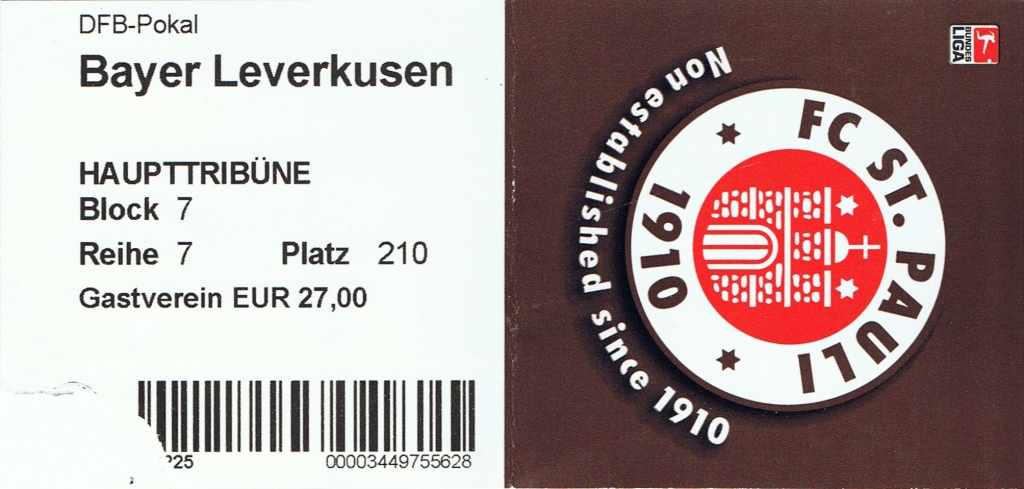 DFB-Pokal
Bayer Leverkusen
HAUPTTRIBÜNE
Block 7
Reihe 7 Platz 210
Gastverein EUR 27,00
00003449755628
Non established since 1910
FC ST. PAULI
1910
BUNDES
LIGA